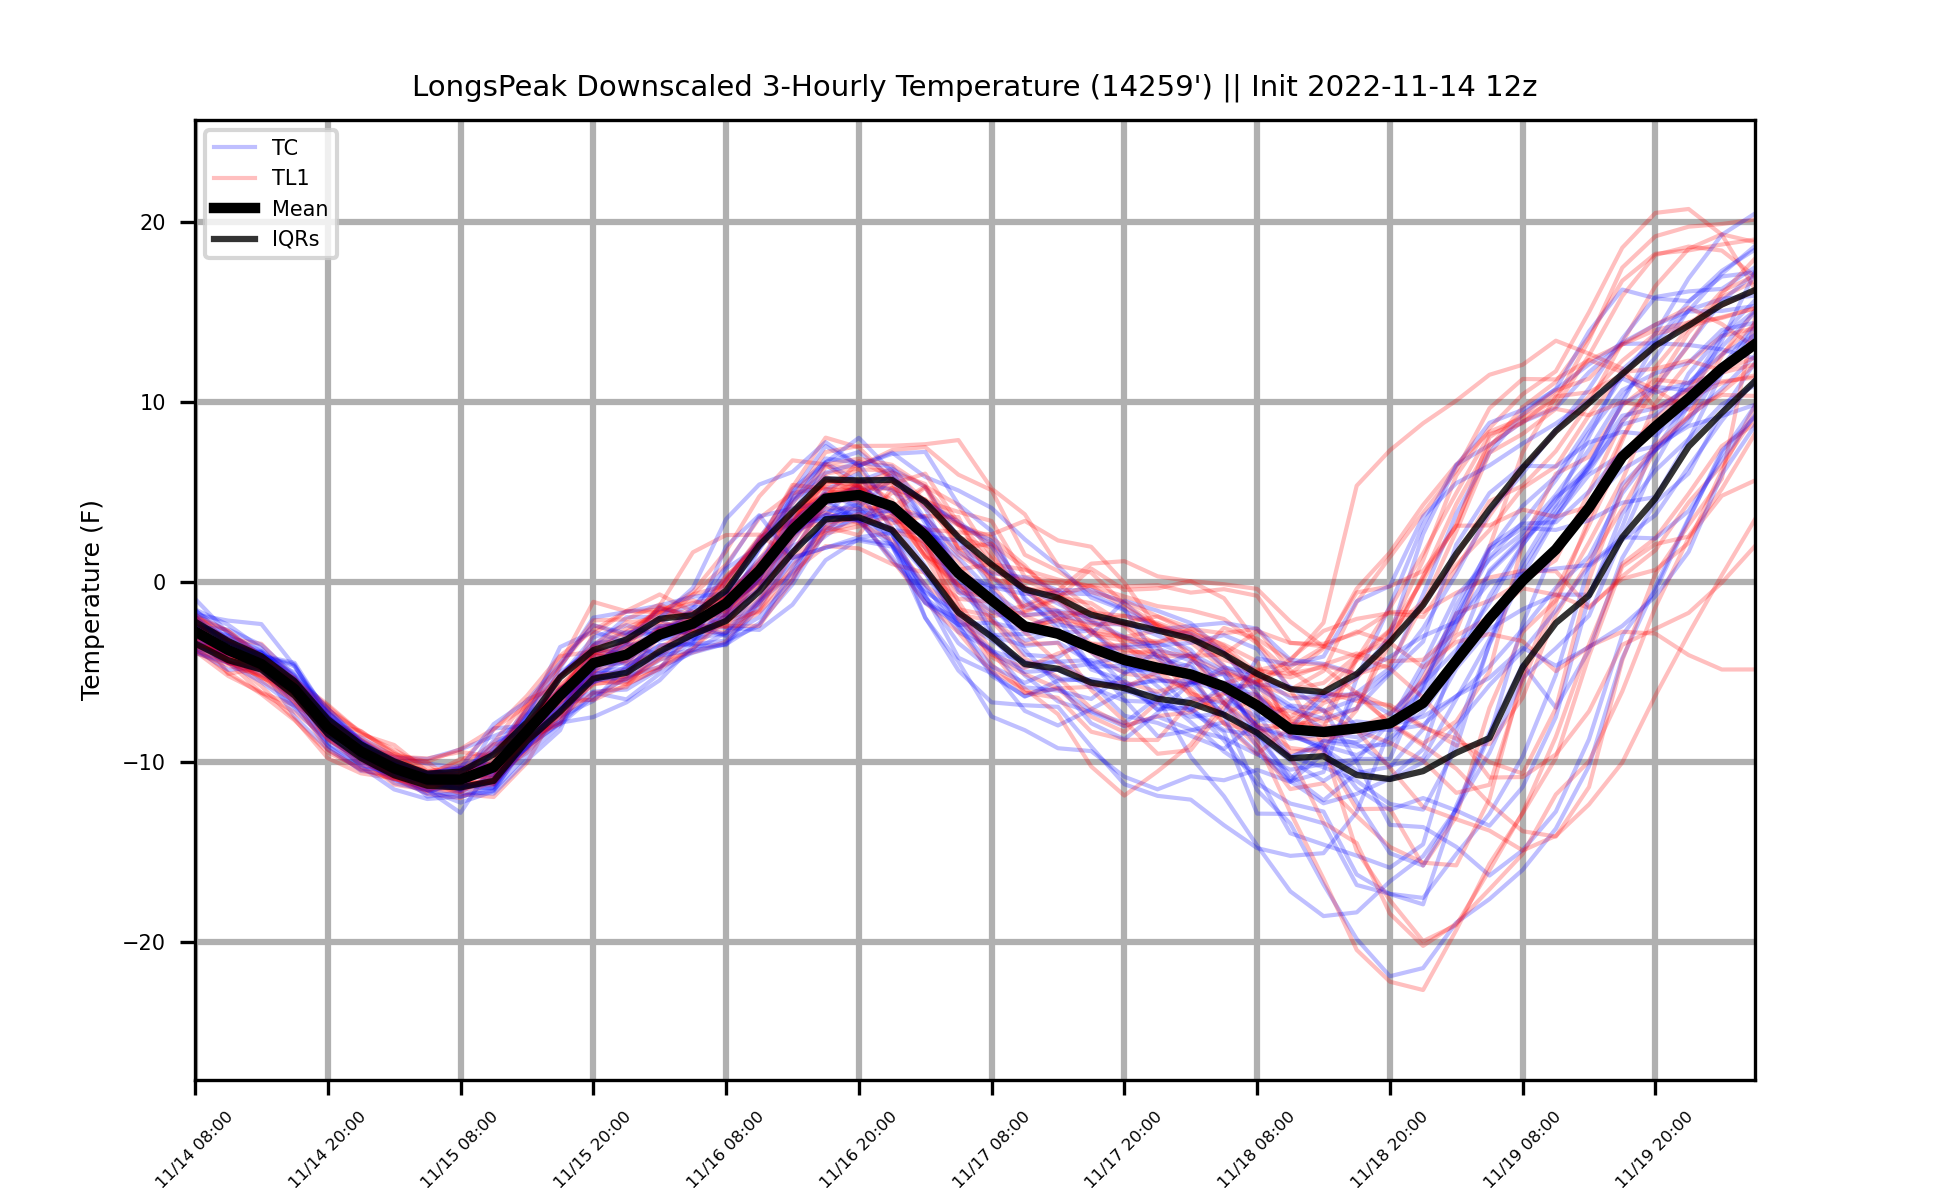 LongsPeak Downscaled 3-Hourly Temperature (14259') || Init 2022-11-14 12z
TC
TL1
Mean
IQRs
Temperature (F)
20
10
0
−10
−20
11/14 08:00
11/14 20:00
11/15 08:00
11/15 20:00
11/16 08:00
11/16 20:00
11/17 08:00
11/17 20:00
11/18 08:00
11/18 20:00
11/19 08:00
11/19 20:00